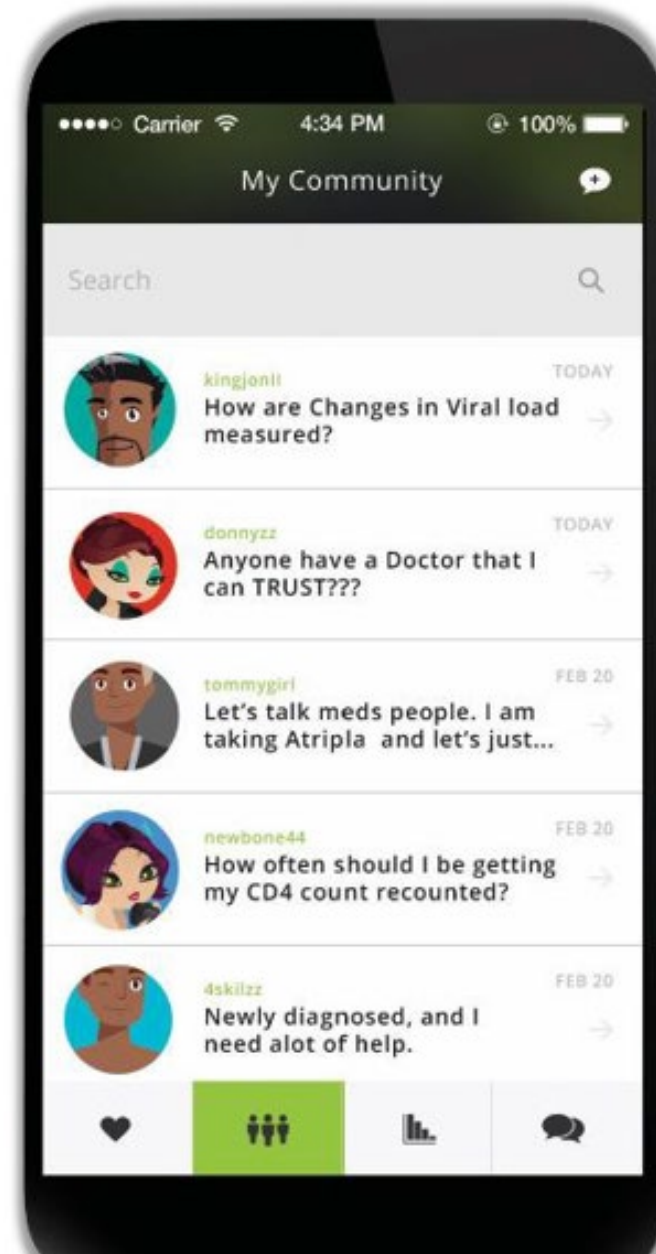 Carrier 4:34 PM 100%
My Community
Search
kingjonII TODAY
How are Changes in Viral load
measured?
donnyzz TODAY
Anyone have a Doctor that I
can TRUST???
tommygirl FEB 20
Let's talk meds people. I am
taking Atripla and let's just...
newbone44 FEB 20
How often should I be getting
my CD4 count recounted?
4skilzz FEB 20
Newly diagnosed, and I
need alot of help.